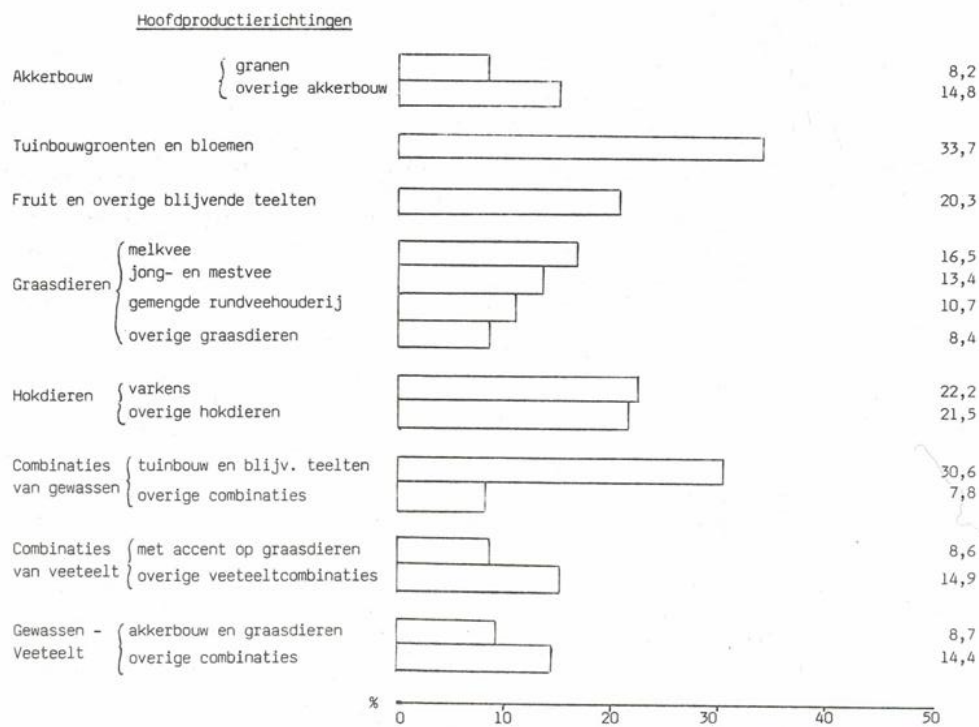 Hoofdproductierichtingen
Akkerbouw granen 8,2
overige akkerbouw 14,8
Tuinbouwgroenten en bloemen 33,7
Fruit en overige blijvende teelten 20,3
melkvee 16,5
jong- en mestvee 13,4
Graasdieren
gemengde rundveehouderij 10,7
overige graasdieren 8,4
Hokdieren varkens 22,2
overige hokdieren 21,5
Combinaties tuinbouw en blijv. teelten 30,6
van gewassen overige combinaties 7,8
Combinaties met accent op graasdieren 8,6
van veeteelt overige veeteeltcombinaties 14,9
Gewassen - akkerbouw en graasdieren 8,7
Veeteelt overige combinaties 14,4
% 0 10 20 30 40 50